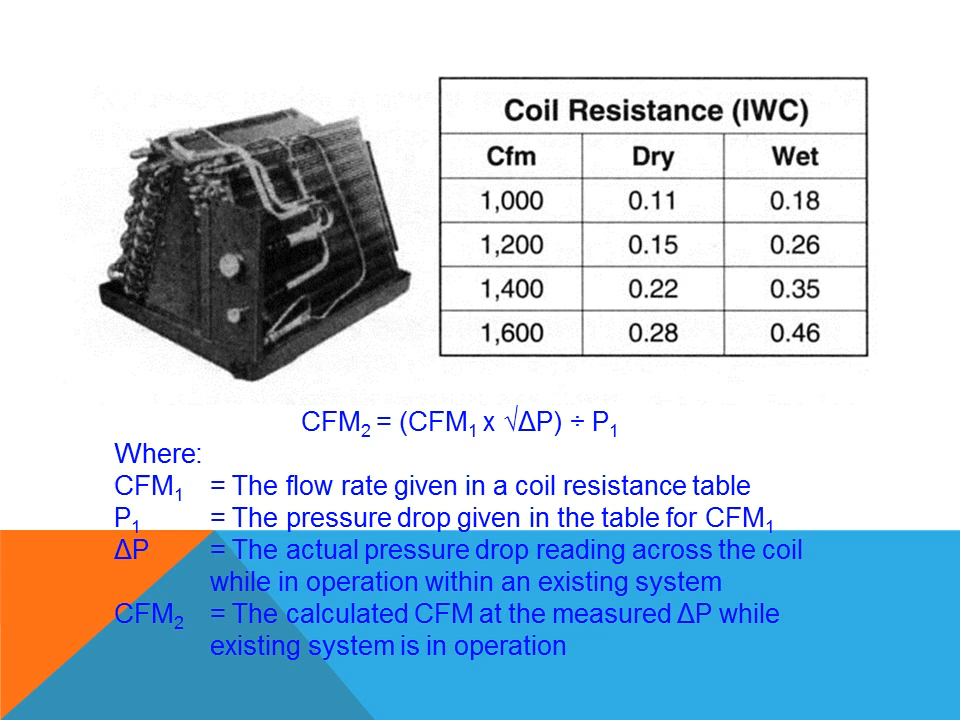 Coil Resistance (IWC)
Cfm Dry Wet
1,000 0.11 0.18
1,200 0.15 0.26
1,400 0.22 0.35
1,600 0.28 0.46
CFM₂ = (CFM₁ x √ΔP) ÷ P₁
Where:
CFM₁ = The flow rate given in a coil resistance table
P₁ = The pressure drop given in the table for CFM₁
ΔP = The actual pressure drop reading across the coil
while in operation within an existing system
CFM₂ = The calculated CFM at the measured ΔP while
existing system is in operation